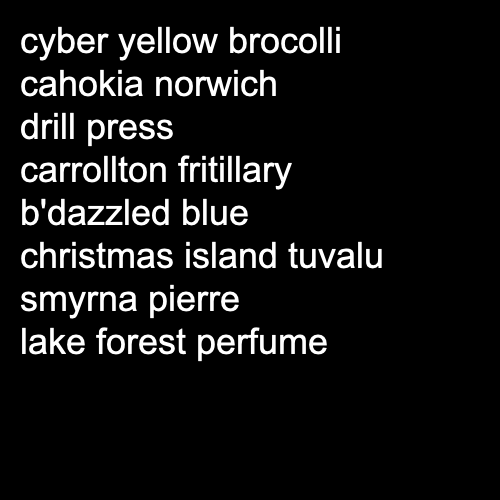 cyber yellow brocolli
cahokia norwich
drill press
carrollton fritillary
b'dazzled blue
christmas island tuvalu
smyrna pierre
lake forest perfume